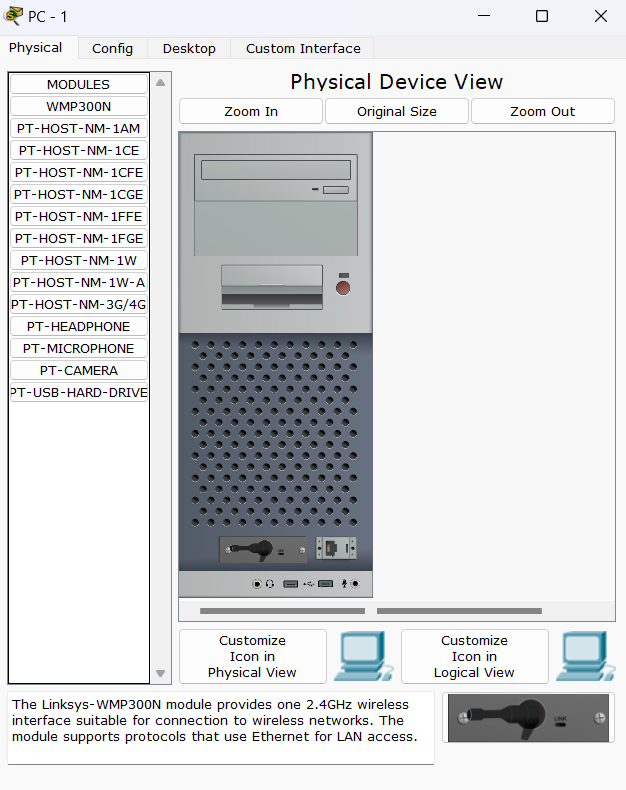 PC - 1
Physical
Config
Desktop
Custom Interface
MODULES
WMP300N
PT-HOST-NM-1AM
PT-HOST-NM-1CE
PT-HOST-NM-1CFE
PT-HOST-NM-1CGE
PT-HOST-NM-1FFE
PT-HOST-NM-1FGE
PT-HOST-NM-1W
PT-HOST-NM-1W-A
PT-HOST-NM-3G/4G
PT-HEADPHONE
PT-MICROPHONE
PT-CAMERA
PT-USB-HARD-DRIVE
Physical Device View
Zoom In
Original Size
Zoom Out
Customize
Icon in
Physical View
Customize
Icon in
Logical View
The Linksys-WMP300N module provides one 2.4GHz wireless
interface suitable for connection to wireless networks. The
module supports protocols that use Ethernet for LAN access.
LINK